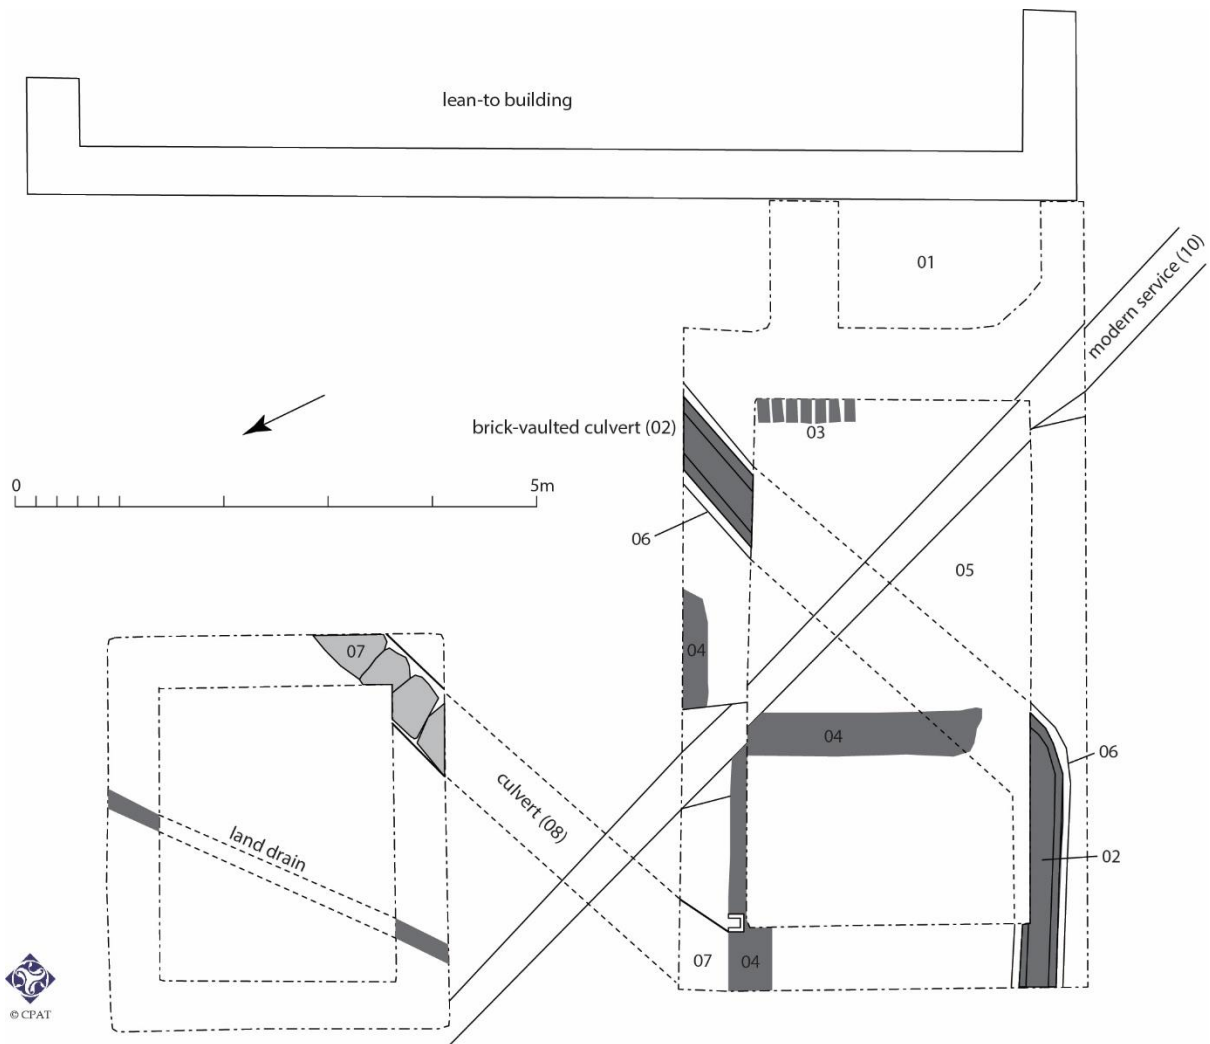 lean-to building
01
modern service (10)
brick-vaulted culvert (02)
03
0
5m
06
05
07
04
04
06
culvert (08)
land drain
02
07
04
© CPAT